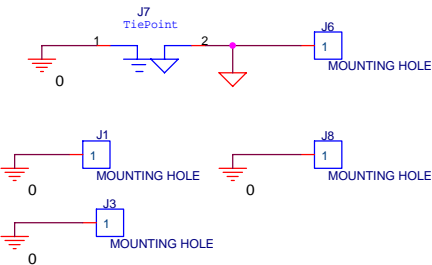 J7
TiePoint
1
2
0
J6
1
MOUNTING HOLE
J1
1
MOUNTING HOLE
0
J8
1
MOUNTING HOLE
0
J3
1
MOUNTING HOLE
0